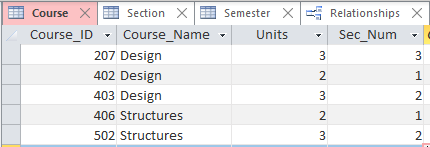 Course Section Semester Relationships
Course_ID Course_Name Units Sec_Num
207 Design 3 3
402 Design 2 1
403 Design 3 2
406 Structures 2 1
502 Structures 3 2